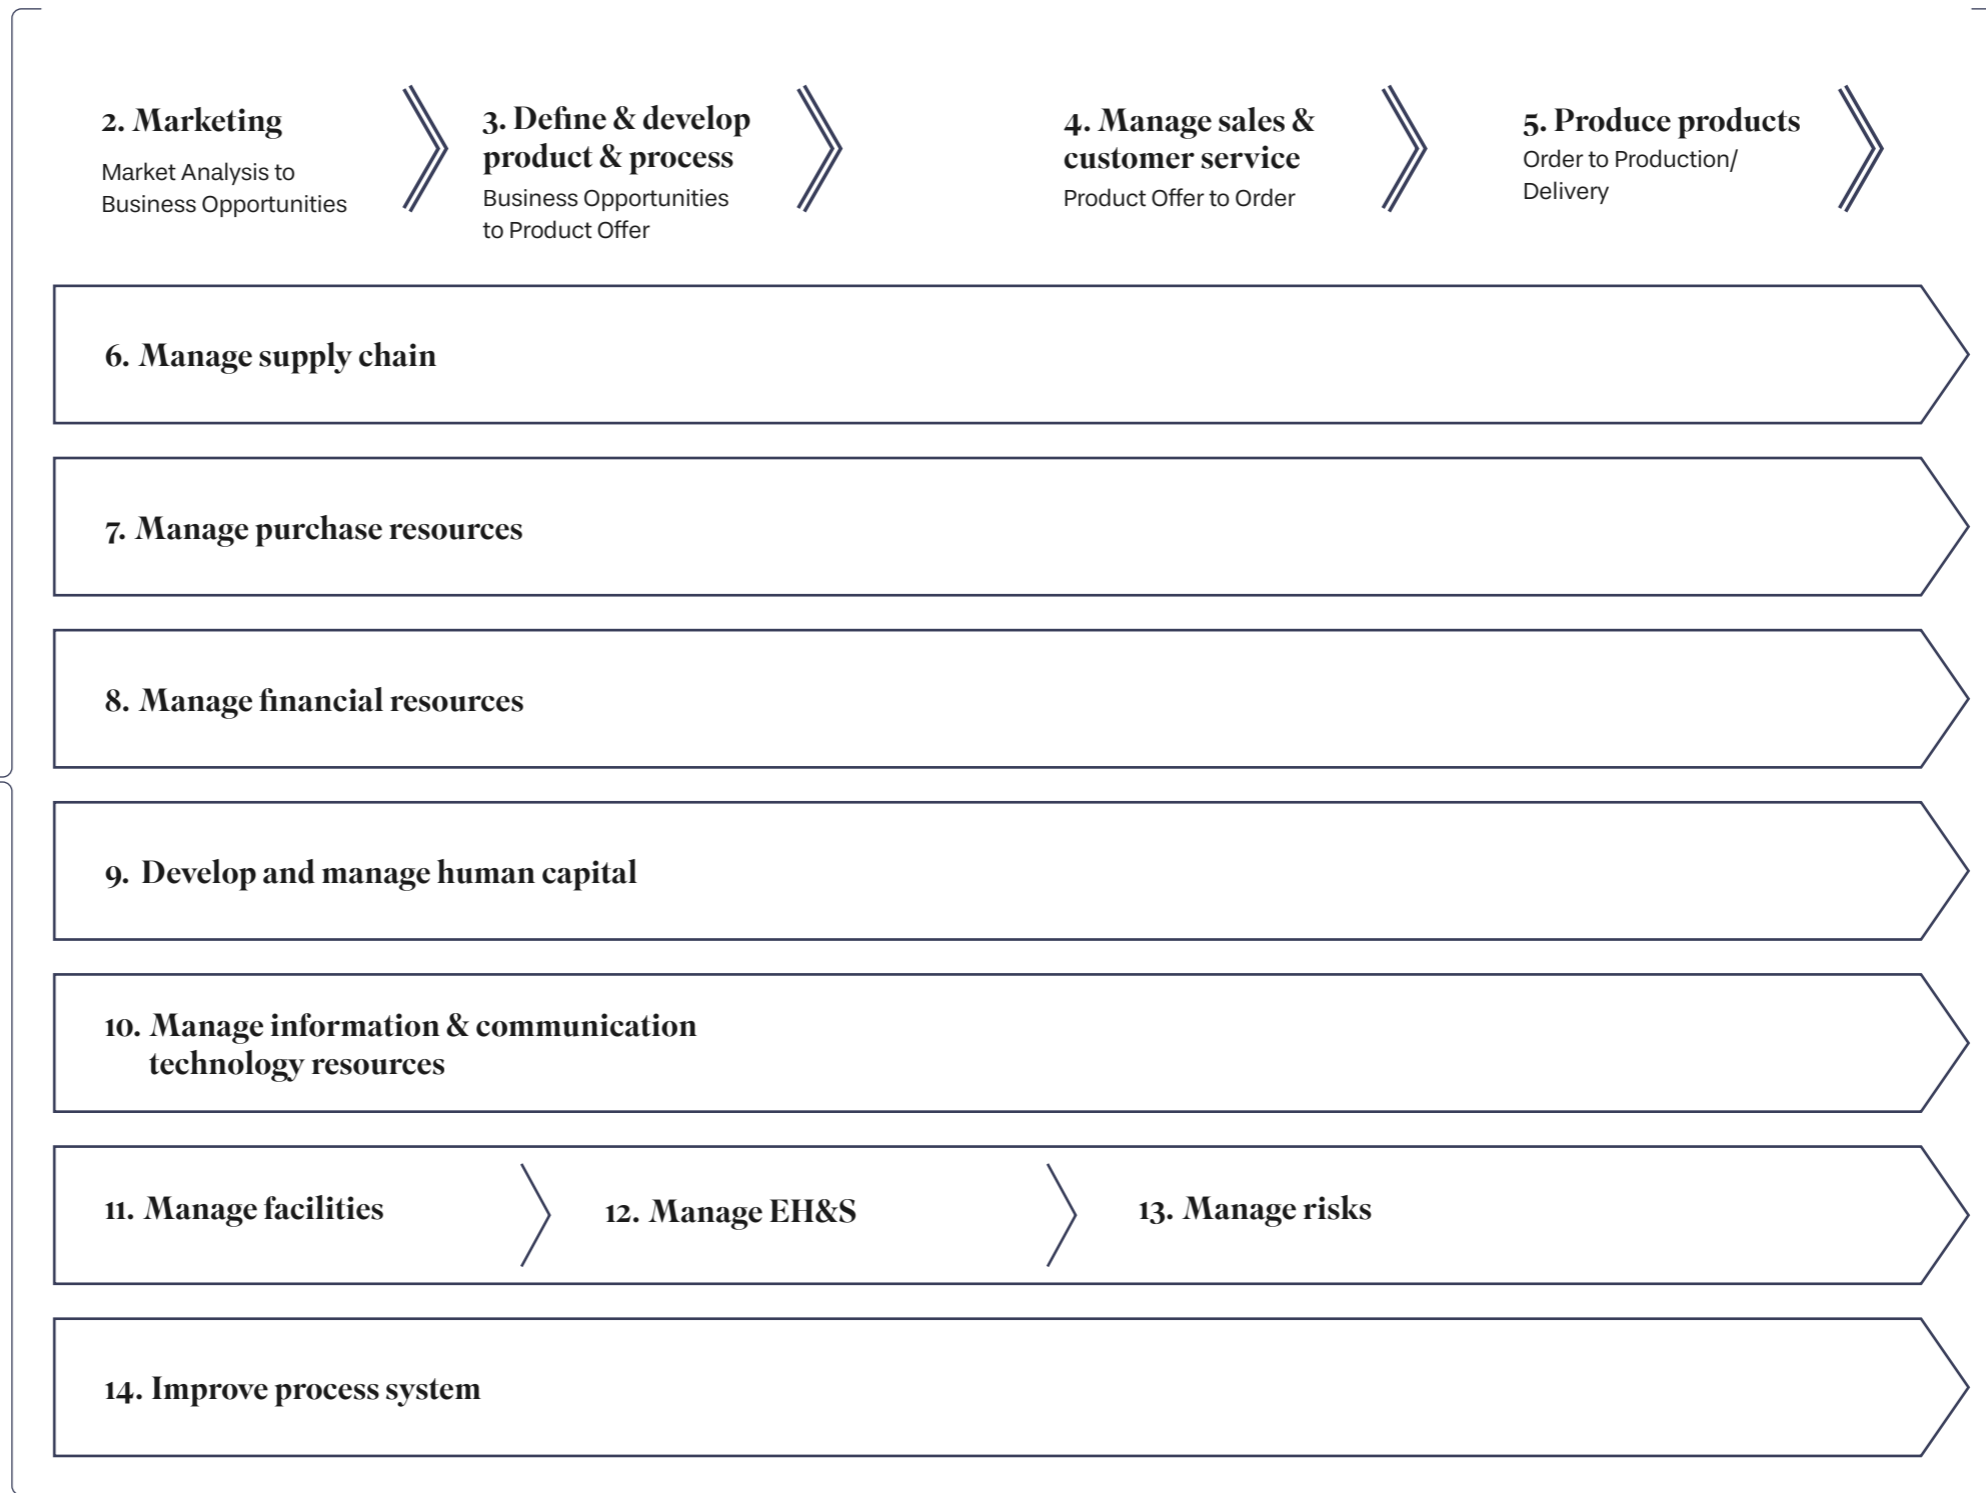 2. Marketing
Market Analysis to
Business Opportunities
3. Define & develop
product & process
Business Opportunities
to Product Offer
4. Manage sales &
customer service
Product Offer to Order
5. Produce products
Order to Production/
Delivery
6. Manage supply chain
7. Manage purchase resources
8. Manage financial resources
9. Develop and manage human capital
10. Manage information & communication
technology resources
11. Manage facilities
12. Manage EH&S
13. Manage risks
14. Improve process system